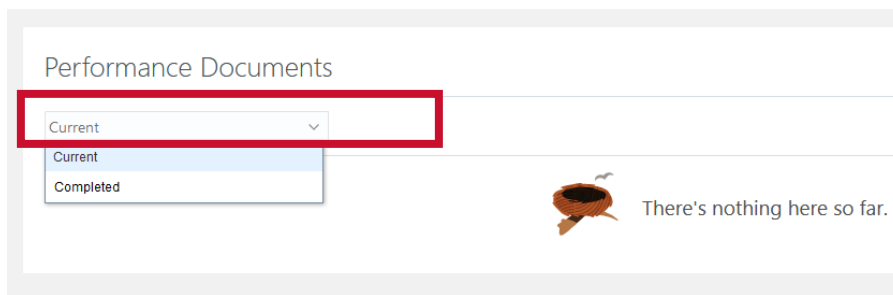 Performance Documents
Current
Current
Completed
There's nothing here so far.